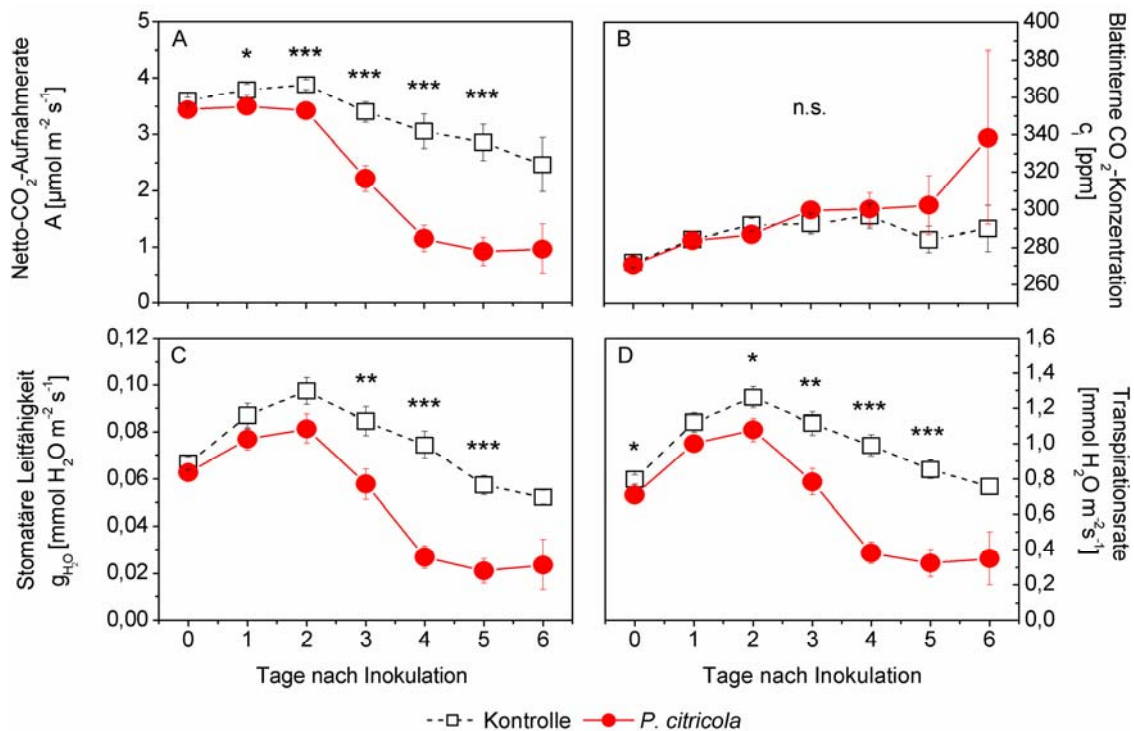 Netto-CO₂-Aufnahmerate
A [µmol m⁻² s⁻¹]
5
4
3
2
1
0
A
*
***
***
***
***
B
n.s.
400
380
360
340
320
300
280
260
Blattinterne CO₂-Konzentration
cᵢ [ppm]
Stomatäre Leitfähigkeit
g_H₂O [mmol H₂O m⁻² s⁻¹]
0,12
0,10
0,08
0,06
0,04
0,02
0,00
C
**
***
***
0 1 2 3 4 5 6
Tage nach Inokulation
D
*
*
**
***
***
1,6
1,4
1,2
1,0
0,8
0,6
0,4
0,2
0,0
Transpirationsrate
[mmol H₂O m⁻²s⁻¹]
0 1 2 3 4 5 6
Tage nach Inokulation
Kontrolle P. citricola